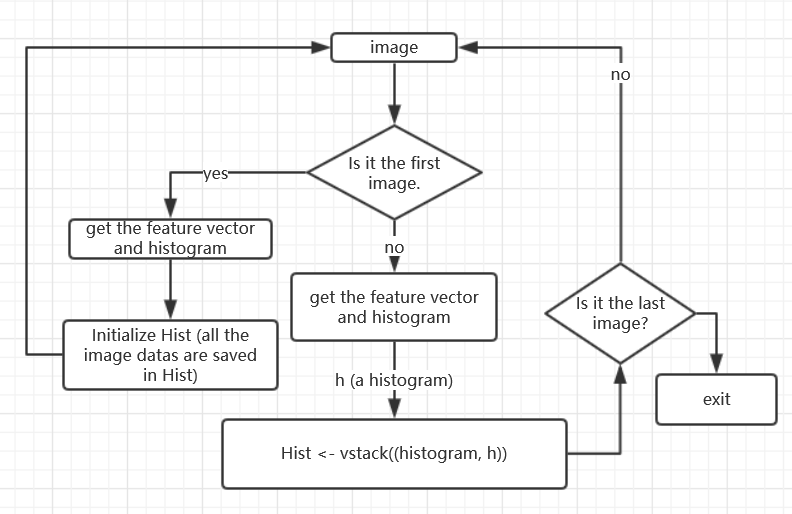 image
no
Is it the first
image.
yes
get the feature vector
and histogram
no
get the feature vector
and histogram
Is it the last
image?
Initialize Hist (all the
image datas are saved
in Hist)
h (a histogram)
exit
Hist <- vstack((histogram, h))